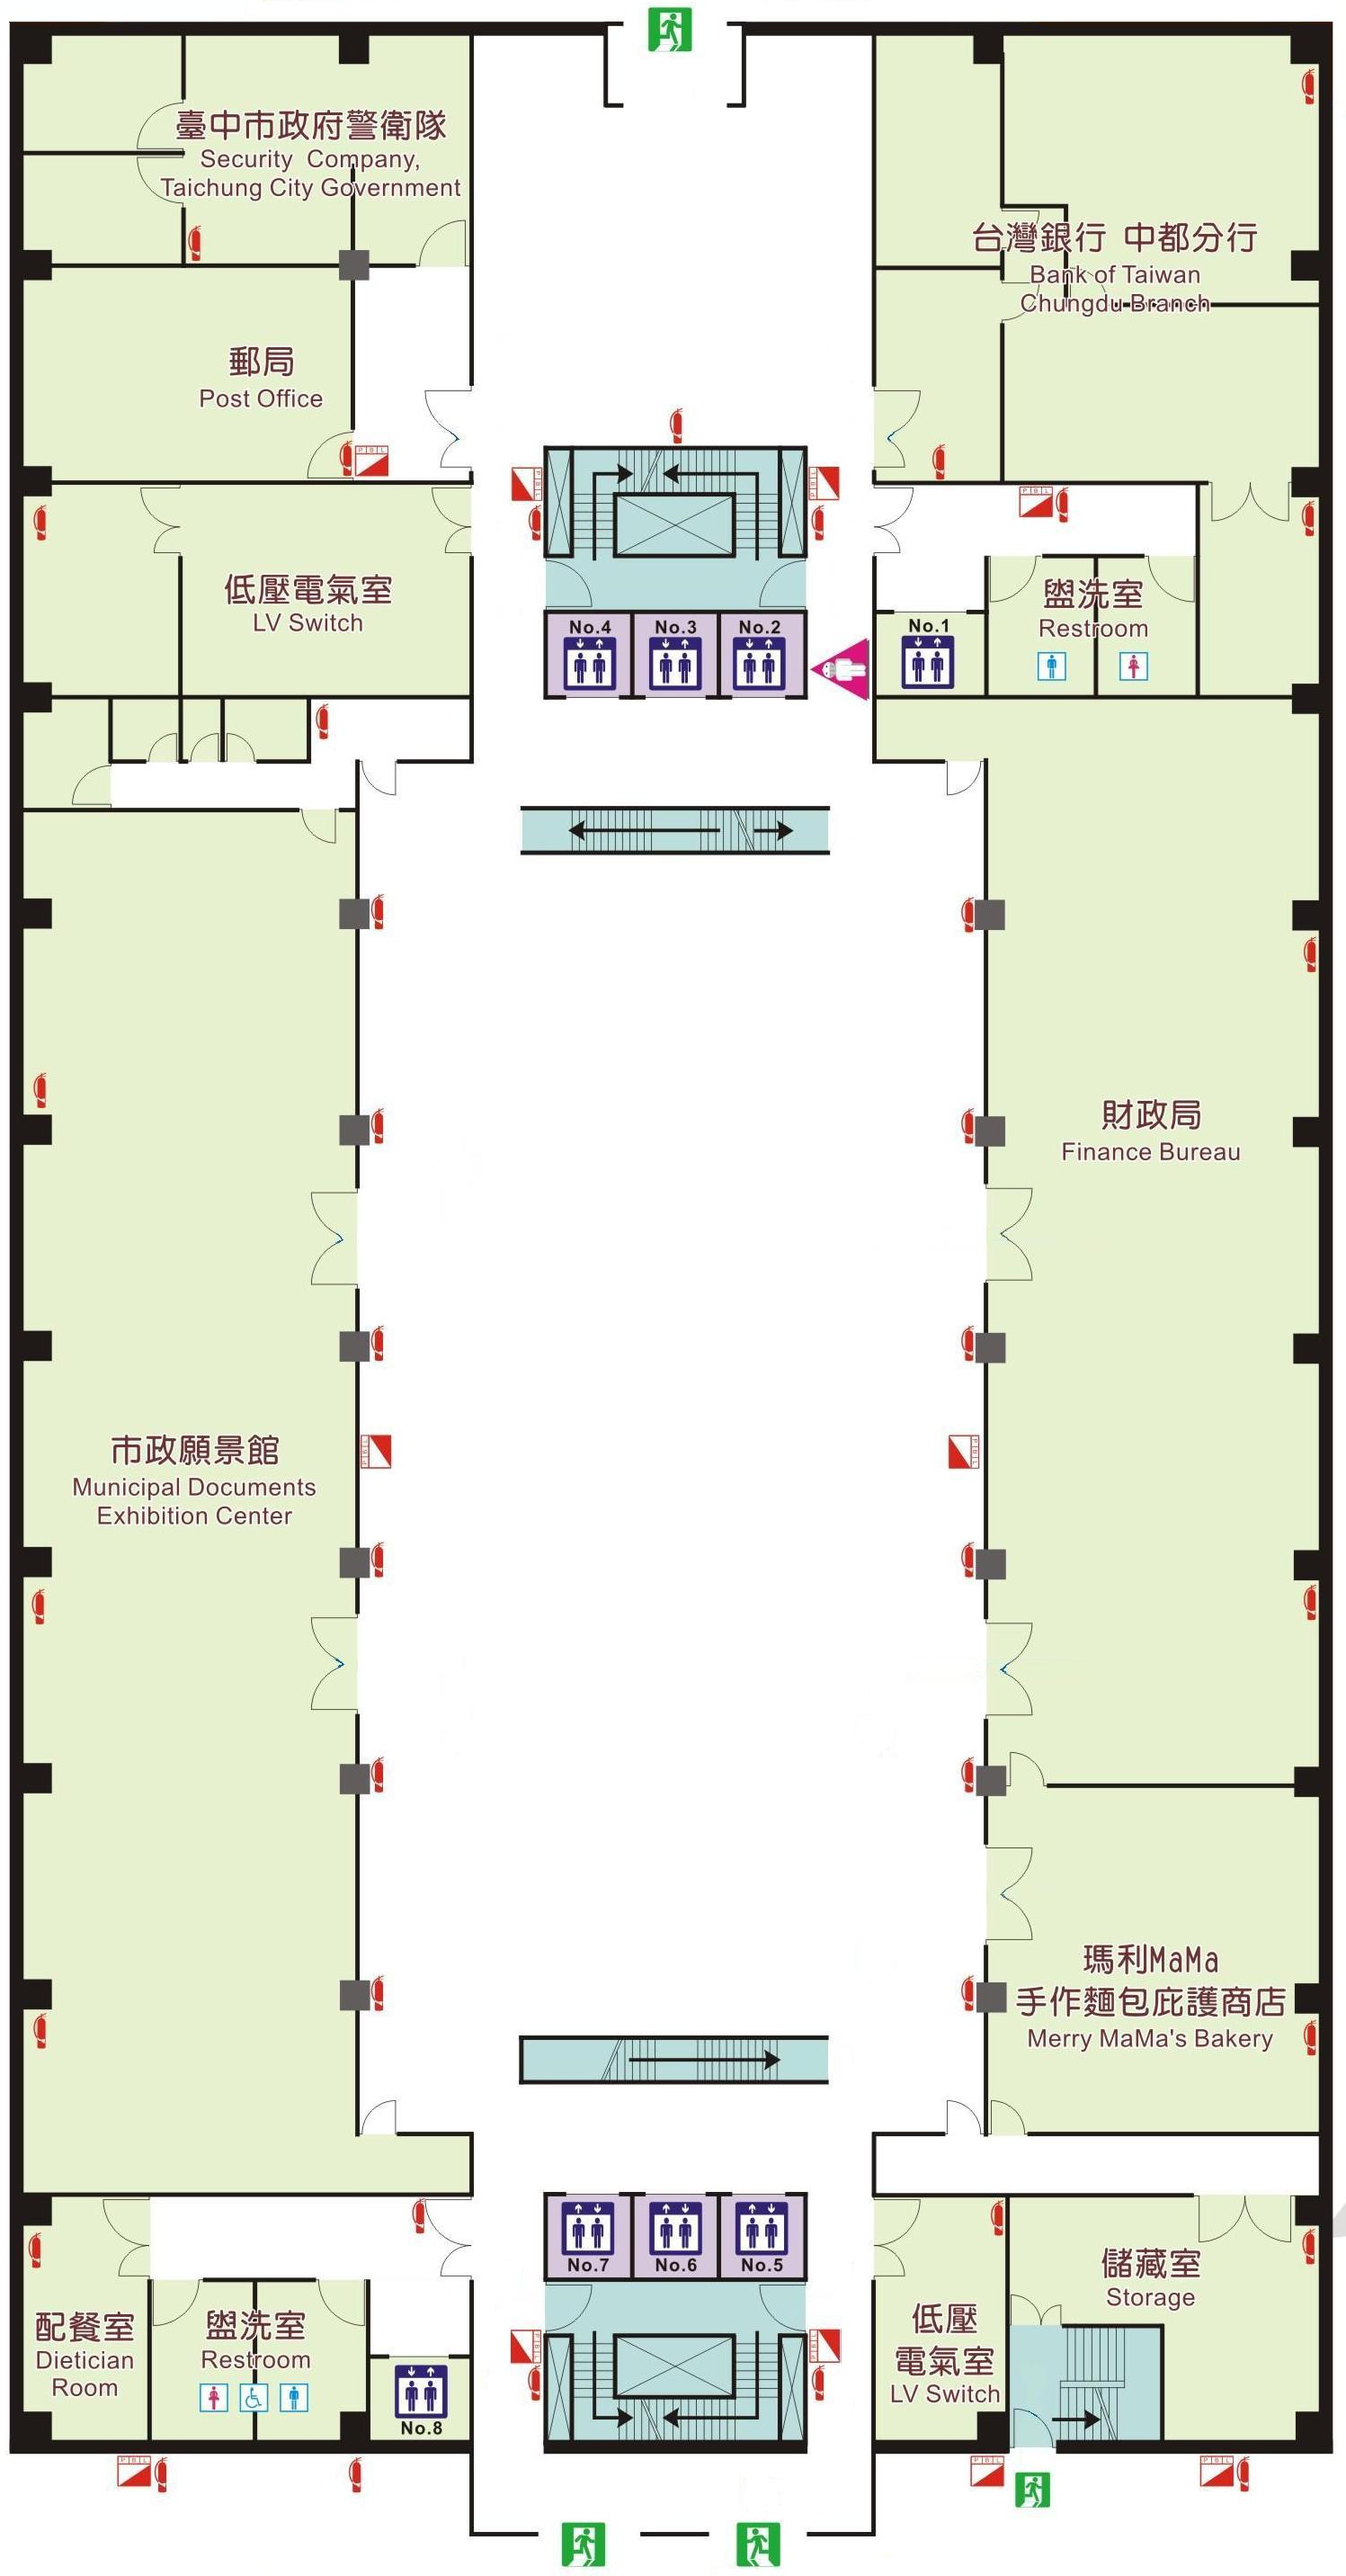 臺中市政府警衛隊
Security Company,
Taichung City Government
台灣銀行 中都分行
Bank of Taiwan
Chungdu Branch
郵局
Post Office
低壓電氣室
LV Switch
No.4
No.3
No.2
No.1
盥洗室
Restroom
財政局
Finance Bureau
市政願景館
Municipal Documents
Exhibition Center
瑪利MaMa
手作麵包庇護商店
Merry MaMa's Bakery
No.7
No.6
No.5
儲藏室
Storage
配餐室
Dietician
Room
盥洗室
Restroom
No.8
低壓
電氣室
LV Switch